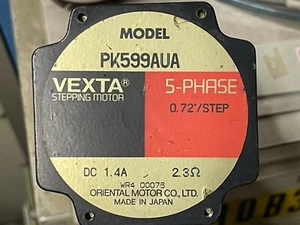 MODEL
PK599AUA
VEXTA® 5-PHASE
STEPPING MOTOR
0.72°/STEP
DC 1.4A 2.3Ω
WR4 00076
ORIENTAL MOTOR CO., LTD.
MADE IN JAPAN